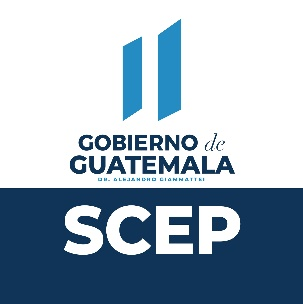 GOBIERNO de
GUATEMALA
DR. ALEJANDRO GIAMMATTEI
SCEP